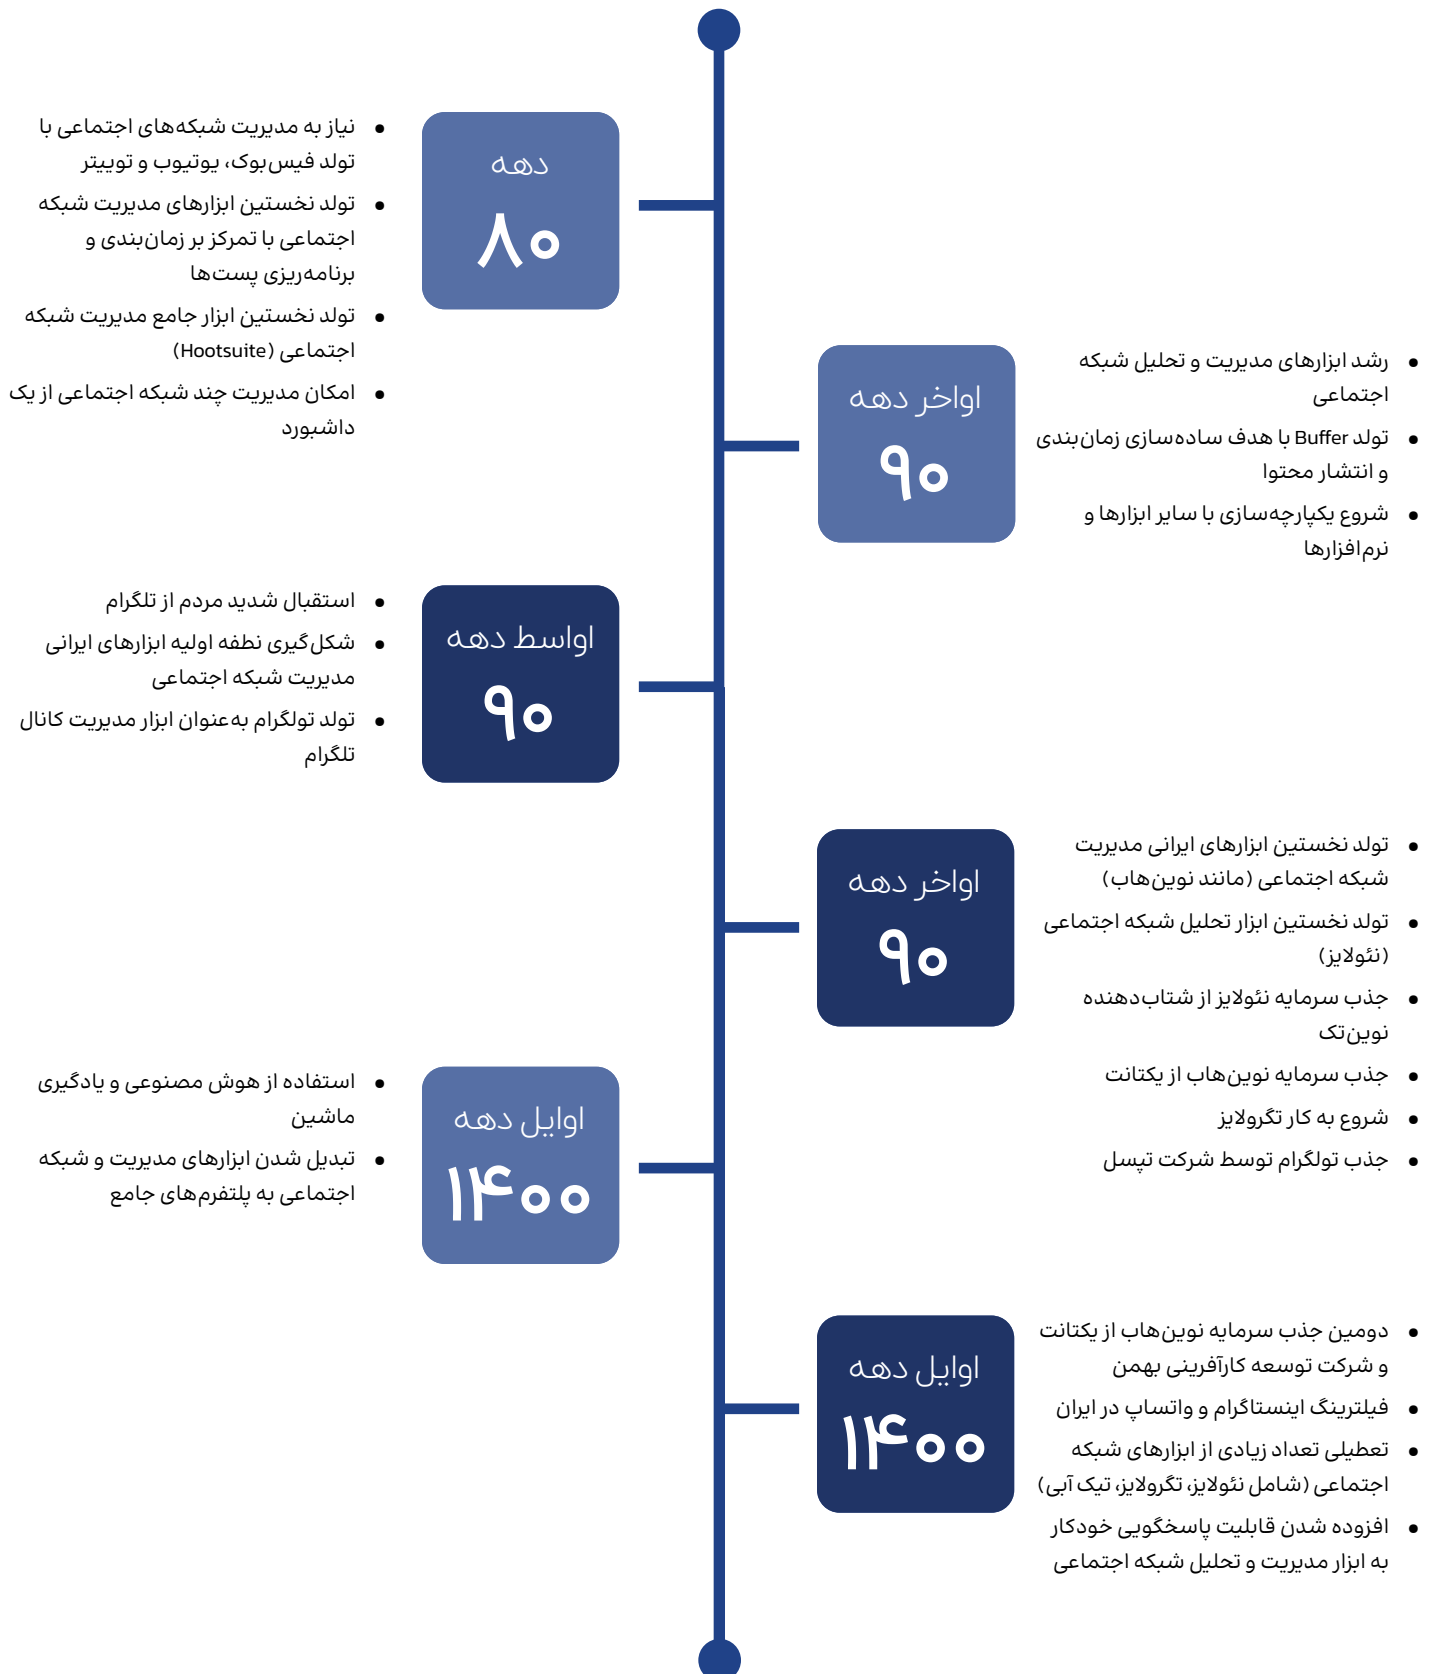 دهه
۸۰
نیاز به مدیریت شبکه‌های اجتماعی با
تولد فیس‌بوک، یوتیوب و توییتر
تولد نخستین ابزارهای مدیریت شبکه
اجتماعی با تمرکز بر زمان‌بندی و
برنامه‌ریزی پست‌ها
تولد نخستین ابزار جامع مدیریت شبکه
اجتماعی (Hootsuite)
امکان مدیریت چند شبکه اجتماعی از یک
داشبورد
اواخر دهه
۹۰
رشد ابزارهای مدیریت و تحلیل شبکه
اجتماعی
تولد Buffer با هدف ساده‌سازی زمان‌بندی
و انتشار محتوا
شروع یکپارچه‌سازی با سایر ابزارها و
نرم‌افزارها
اواسط دهه
۹۰
استقبال شدید مردم از تلگرام
شکل‌گیری نطفه اولیه ابزارهای ایرانی
مدیریت شبکه اجتماعی
تولد تولگرام به‌عنوان ابزار مدیریت کانال
تلگرام
اواخر دهه
۹۰
تولد نخستین ابزارهای ایرانی مدیریت
شبکه اجتماعی (مانند نوین‌هاب)
تولد نخستین ابزار تحلیل شبکه اجتماعی
(نئولایز)
جذب سرمایه نئولایز از شتاب‌دهنده
نوین‌تک
جذب سرمایه نوین‌هاب از یکتانت
شروع به کار تگرولایز
جذب تولگرام توسط شرکت تپسل
اوایل دهه
۱۴۰۰
استفاده از هوش مصنوعی و یادگیری
ماشین
تبدیل شدن ابزارهای مدیریت و شبکه
اجتماعی به پلتفرم‌های جامع
اوایل دهه
۱۴۰۰
دومین جذب سرمایه نوین‌هاب از یکتانت
و شرکت توسعه کارآفرینی بهمن
فیلترینگ اینستاگرام و واتساپ در ایران
تعطیلی تعداد زیادی از ابزارهای شبکه
اجتماعی (شامل نئولایز، تگرولایز، تیک آبی)
افزوده شدن قابلیت پاسخگویی خودکار
به ابزار مدیریت و تحلیل شبکه اجتماعی